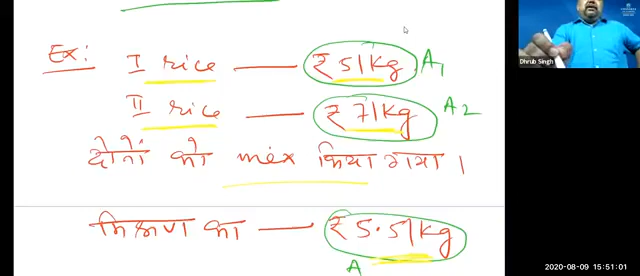 Ex: I rice — ₹5/kg A1
II rice — ₹7/kg A2
दोनों को mix किया गया ।
मिश्रण का — ₹5.5/kg
A
Dhrub Singh
2020-08-09 15:51:01